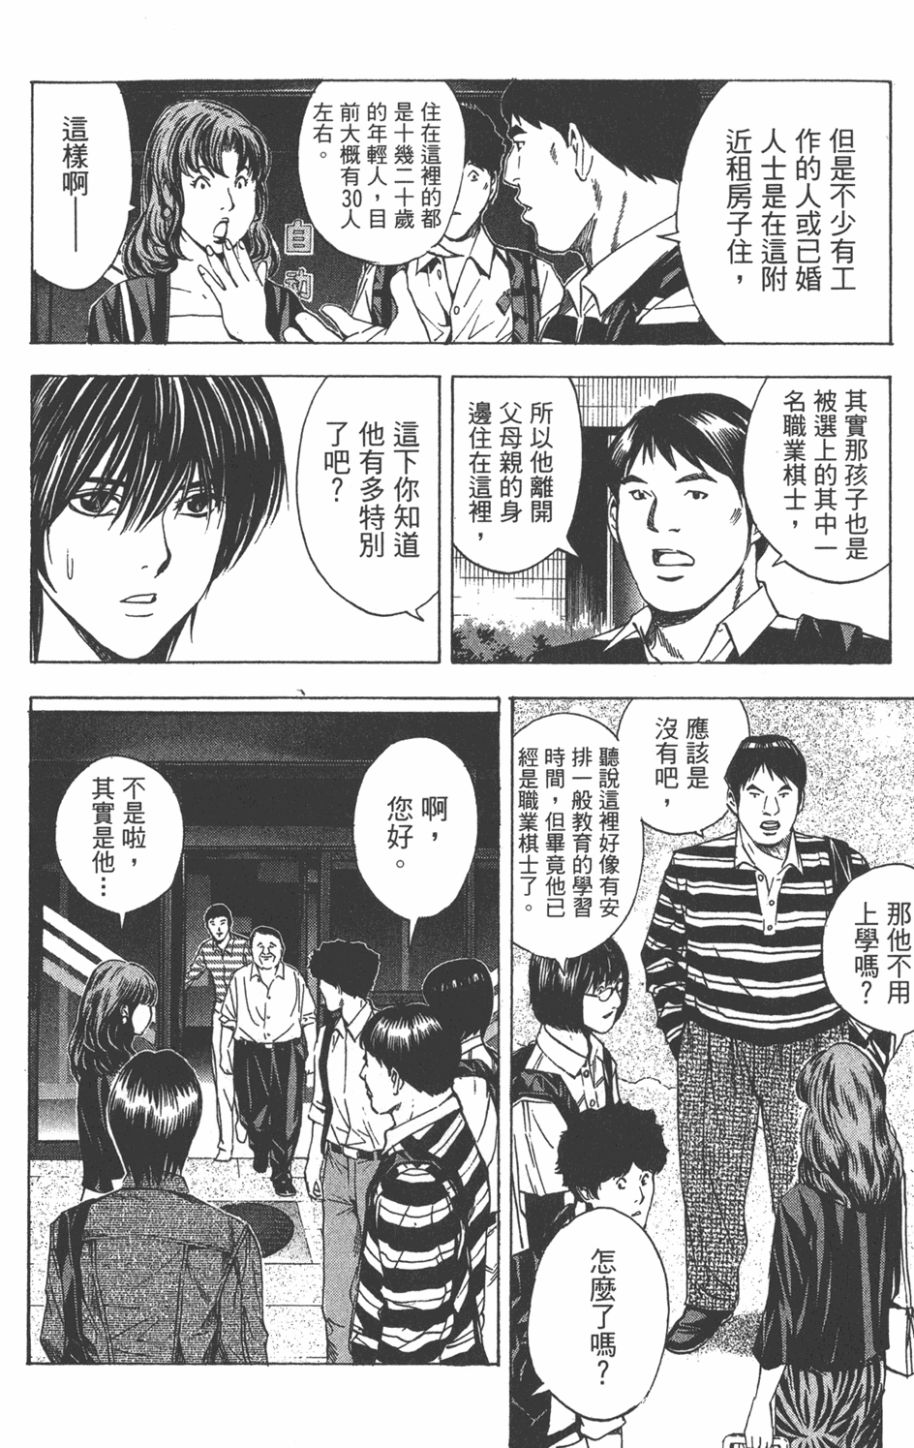 但是不少有工
作的人或已婚
人士是在這附
近租房子住，
住在這裡的都
是十幾二十歲
的年輕人，目
前大概有30人
左右。
自动
這樣啊——
其實那孩子也是
被選上的其中一
名職業棋士，
所以他離開
父母親的身
邊住在這裡，
這下你知道
他有多特別
了吧？
那他不用
上學嗎？
應該是
沒有吧，
聽說這裡好像有安
排一般教育的學習
時間，但畢竟他已
經是職業棋士了。
怎麼了嗎？
啊，
您好。
不是啦，
其實是他…